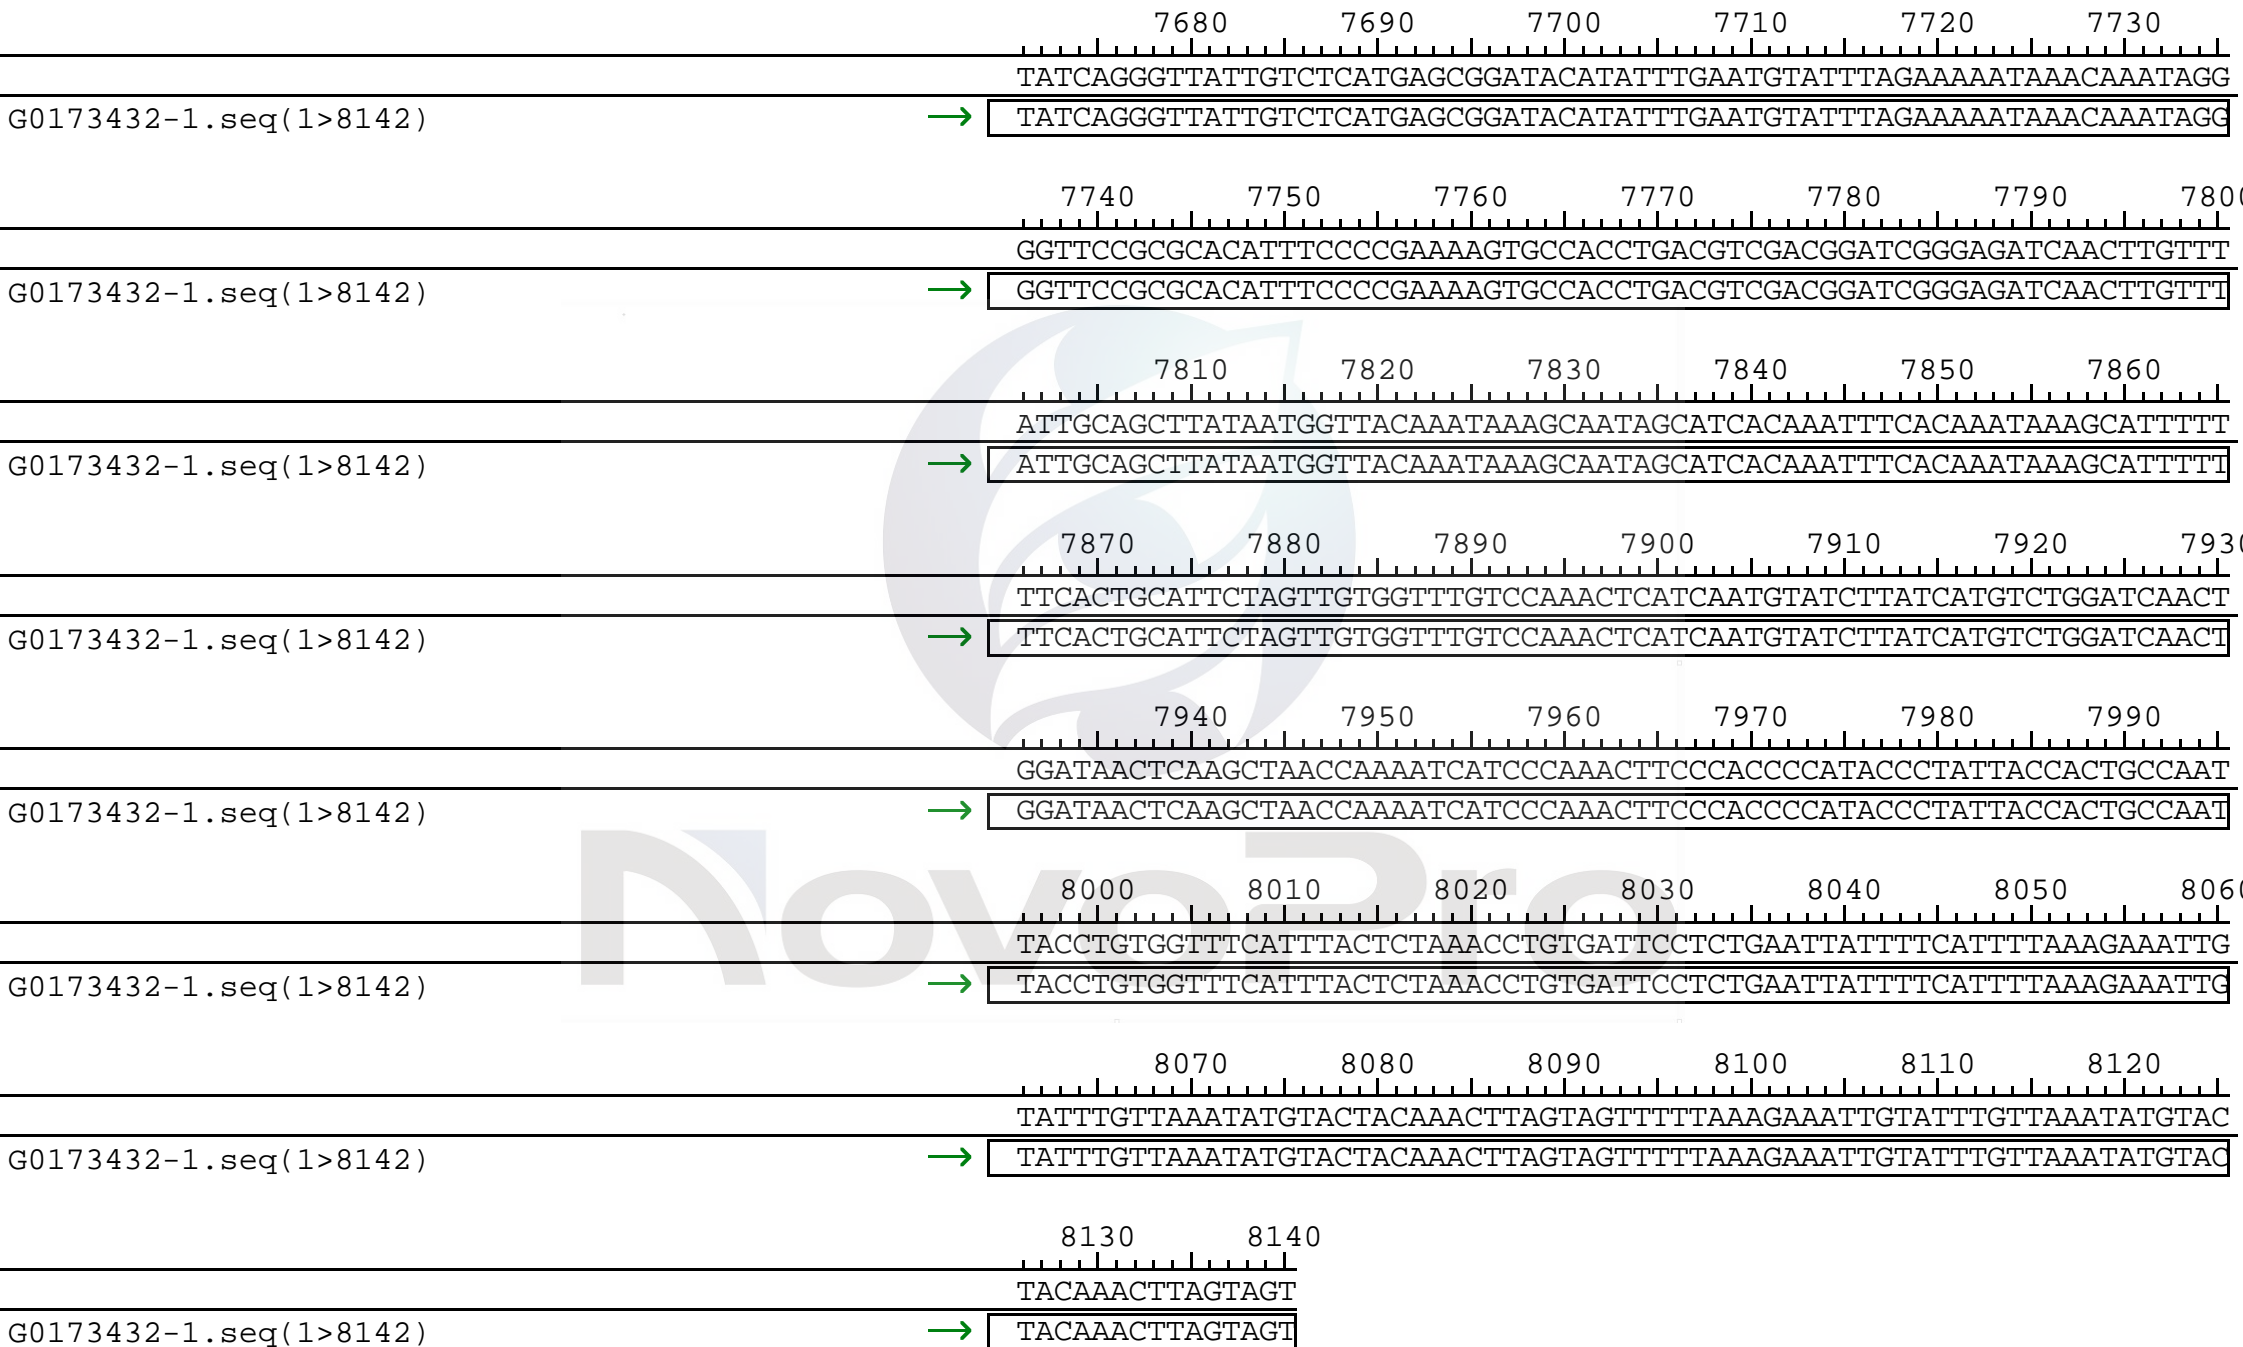 7680 7690 7700 7710 7720 7730
TATCAGGGTTATTGTCTCATGAGCGGATACATATTTGAATGTATTTAGAAAAATAAACAAATAGG
G0173432-1.seq(1>8142) → TATCAGGGTTATTGTCTCATGAGCGGATACATATTTGAATGTATTTAGAAAAATAAACAAATAGG
7740 7750 7760 7770 7780 7790 7800
GGTTCCGCGCACATTTCCCCGAAAAGTGCCACCTGACGTCGACGGATCGGGAGATCAACTTGTTT
G0173432-1.seq(1>8142) → GGTTCCGCGCACATTTCCCCGAAAAGTGCCACCTGACGTCGACGGATCGGGAGATCAACTTGTTT
7810 7820 7830 7840 7850 7860
ATTGCAGCTTATAATGGTTACAAATAAAGCAATAGCATCACAAATTTCACAAATAAAGCATTTTT
G0173432-1.seq(1>8142) → ATTGCAGCTTATAATGGTTACAAATAAAGCAATAGCATCACAAATTTCACAAATAAAGCATTTTT
7870 7880 7890 7900 7910 7920 7930
TTCACTGCATTCTAGTTGTGGTTTGTCCAAACTCATCAATGTATCTTATCATGTCTGGATCAACT
G0173432-1.seq(1>8142) → TTCACTGCATTCTAGTTGTGGTTTGTCCAAACTCATCAATGTATCTTATCATGTCTGGATCAACT
7940 7950 7960 7970 7980 7990
GGATAACTCAAGCTAACCAAAATCATCCCAAACTTCCCACCCCATACCCTATTACCACTGCCAAT
G0173432-1.seq(1>8142) → GGATAACTCAAGCTAACCAAAATCATCCCAAACTTCCCACCCCATACCCTATTACCACTGCCAAT
NovoPro
8000 8010 8020 8030 8040 8050 8060
TACCTGTGGTTTCATTTACTCTAAACCTGTGATTCCTCTGAATTATTTTCATTTTAAAGAAATTG
G0173432-1.seq(1>8142) → TACCTGTGGTTTCATTTACTCTAAACCTGTGATTCCTCTGAATTATTTTCATTTTAAAGAAATTG
8070 8080 8090 8100 8110 8120
TATTTGTTAAATATGTACTACAAACTTAGTAGTTTTTAAAGAAATTGTATTTGTTAAATATGTAC
G0173432-1.seq(1>8142) → TATTTGTTAAATATGTACTACAAACTTAGTAGTTTTTAAAGAAATTGTATTTGTTAAATATGTAC
8130 8140
TACAAACTTAGTAGT
G0173432-1.seq(1>8142) → TACAAACTTAGTAGT